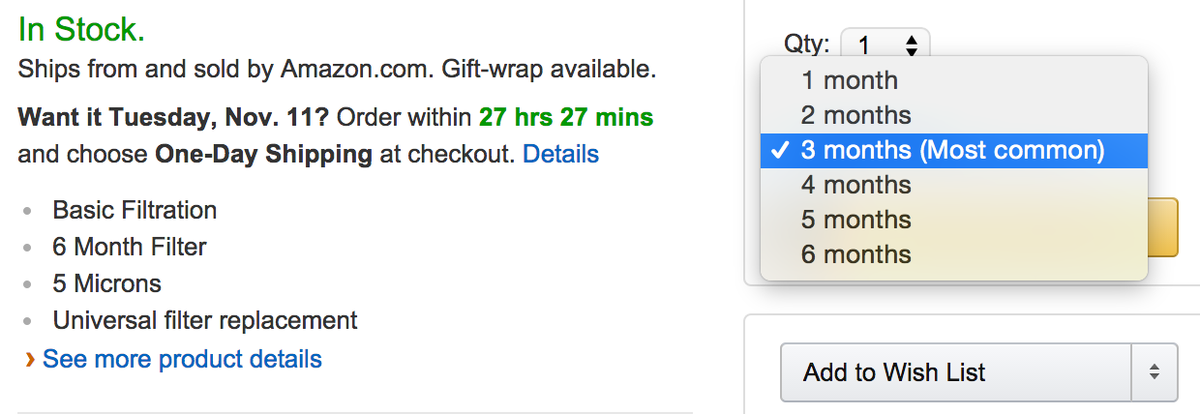 In Stock.
Ships from and sold by Amazon.com. Gift-wrap available.
Want it Tuesday, Nov. 11? Order within 27 hrs 27 mins
and choose One-Day Shipping at checkout. Details
• Basic Filtration
• 6 Month Filter
• 5 Microns
• Universal filter replacement
› See more product details
Qty: 1
1 month
2 months
✓ 3 months (Most common)
4 months
5 months
6 months
Add to Wish List